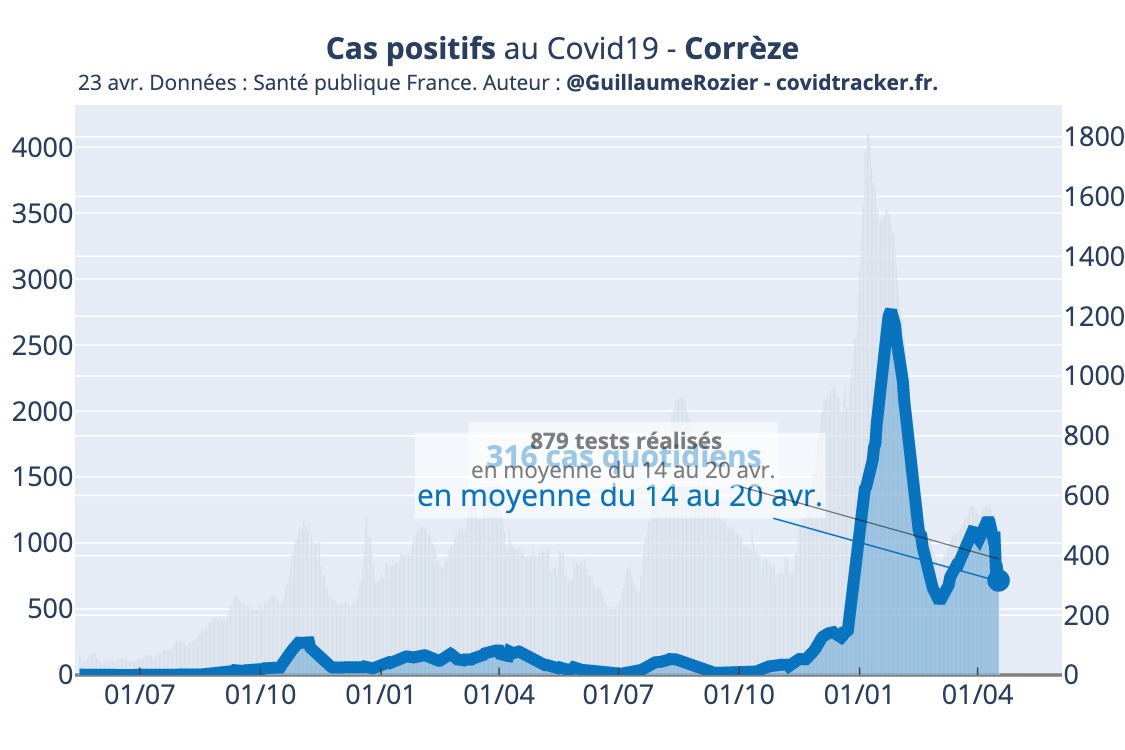 Cas positifs au Covid19 - Corrèze
23 avr. Données : Santé publique France. Auteur : @GuillaumeRozier - covidtracker.fr.
4000
3500
3000
2500
2000
1500
1000
500
0
1800
1600
1400
1200
1000
800
600
400
200
0
879 tests réalisés
316 cas quotidiens
en moyenne du 14 au 20 avr.
en moyenne du 14 au 20 avr.
01/07 01/10 01/01 01/04 01/07 01/10 01/01 01/04